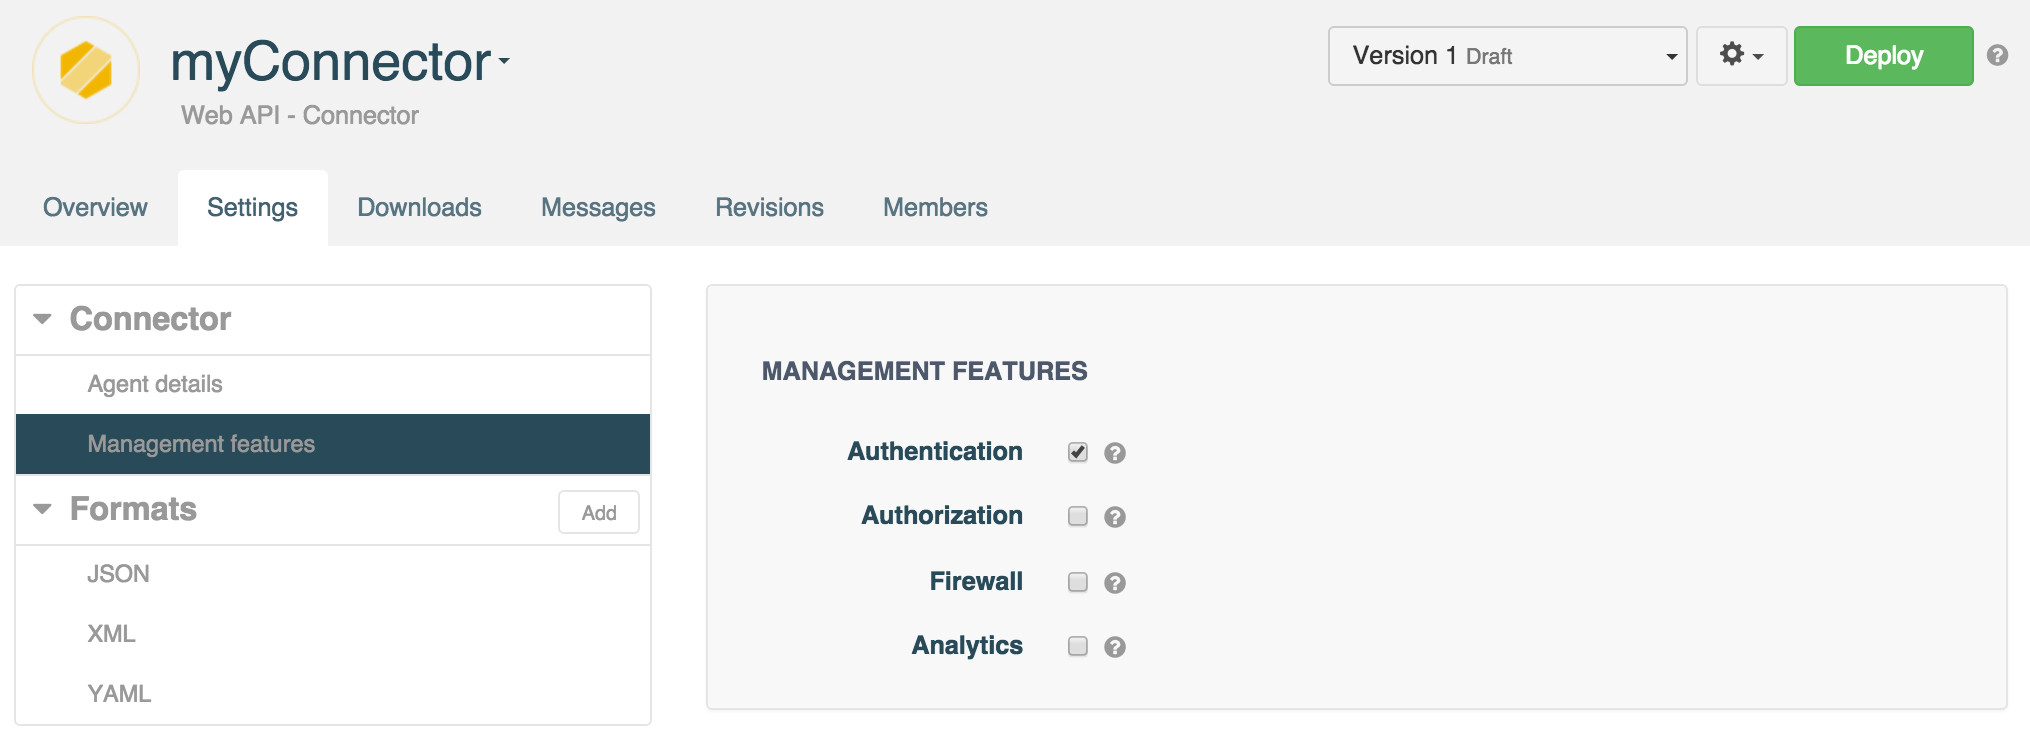 myConnector
Web API - Connector
Version 1 Draft
Deploy
?
Overview
Settings
Downloads
Messages
Revisions
Members
Connector
Agent details
Management features
Formats
Add
JSON
XML
YAML
MANAGEMENT FEATURES
Authentication ?
Authorization ?
Firewall ?
Analytics ?